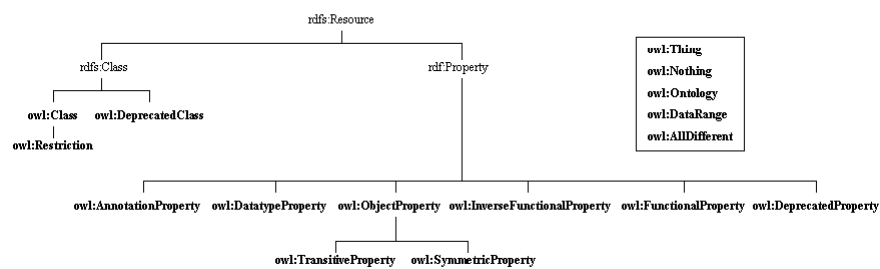 rdfs:Resource
rdfs:Class
rdf:Property
owl:Class
owl:DeprecatedClass
owl:Restriction
owl:Thing
owl:Nothing
owl:Ontology
owl:DataRange
owl:AllDifferent
owl:AnnotationProperty
owl:DatatypeProperty
owl:ObjectProperty
owl:InverseFunctionalProperty
owl:FunctionalProperty
owl:DeprecatedProperty
owl:TransitiveProperty
owl:SymmetricProperty